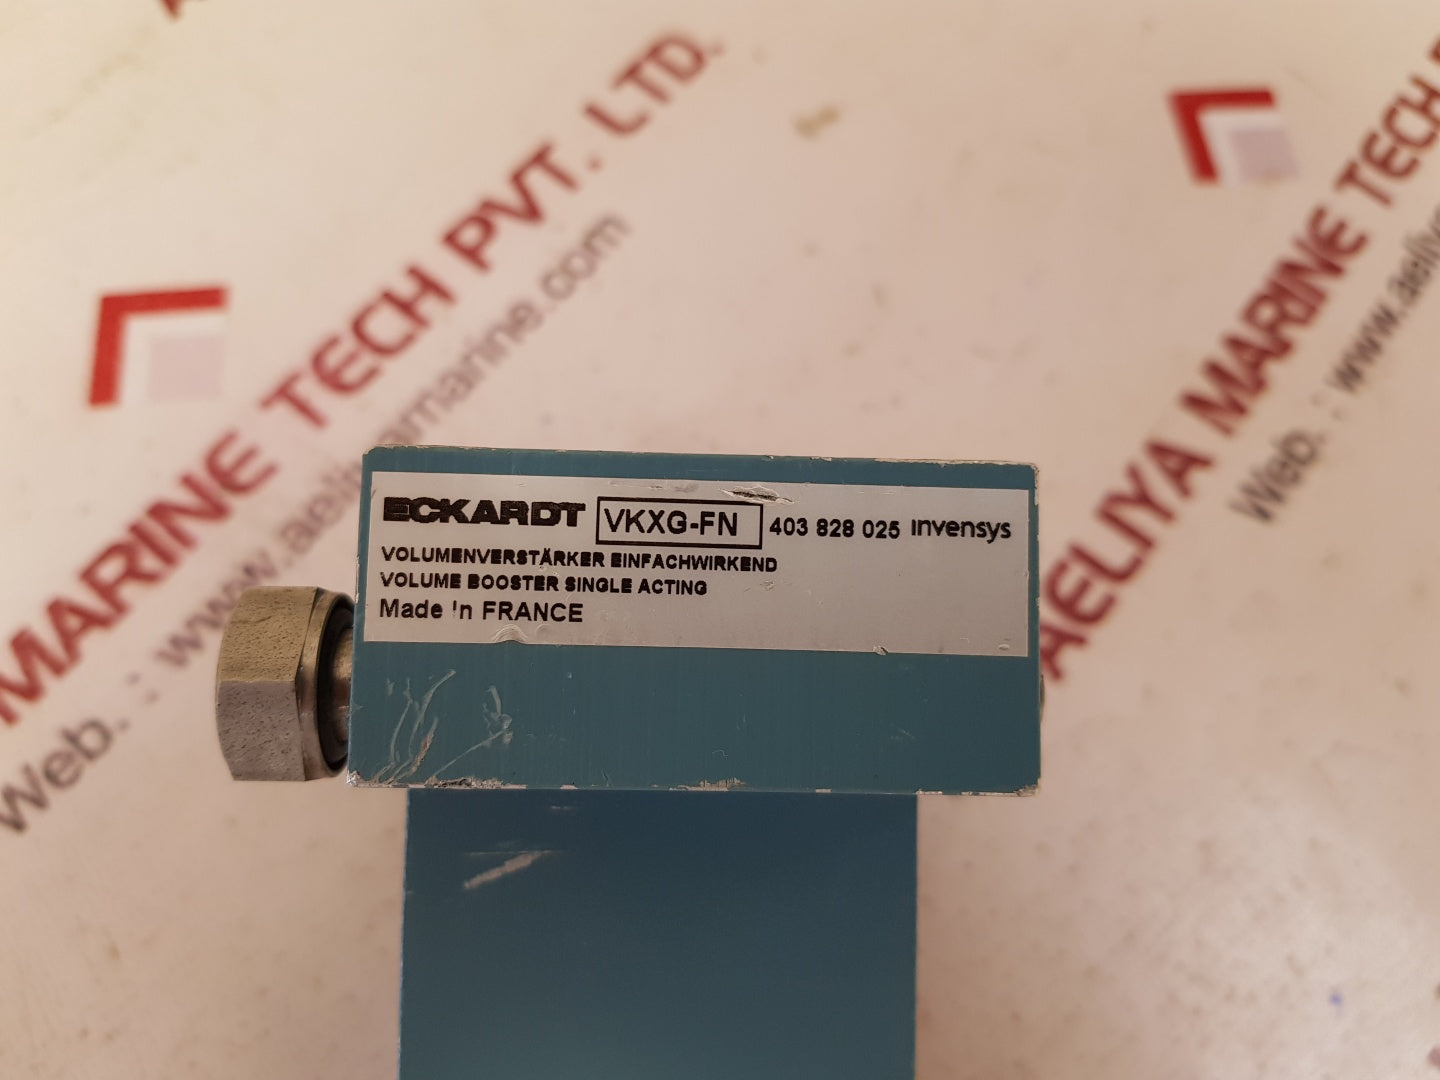 MARINE TECH PVT. LTD.
Web. : www.aeliyamarine.com
AELIYA MARINE TECH
Web. : www.aeliy
ECKARDT VKXG-FN 403 828 025 invensys
VOLUMENVERSTÄRKER EINFACHWIRKEND
VOLUME BOOSTER SINGLE ACTING
Made in FRANCE